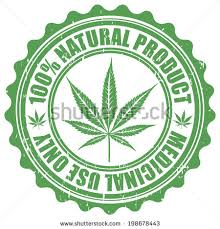 100% NATURAL PRODUCT
shutterstock
MEDICINAL USE ONLY
www.shutterstock.com · 198678443